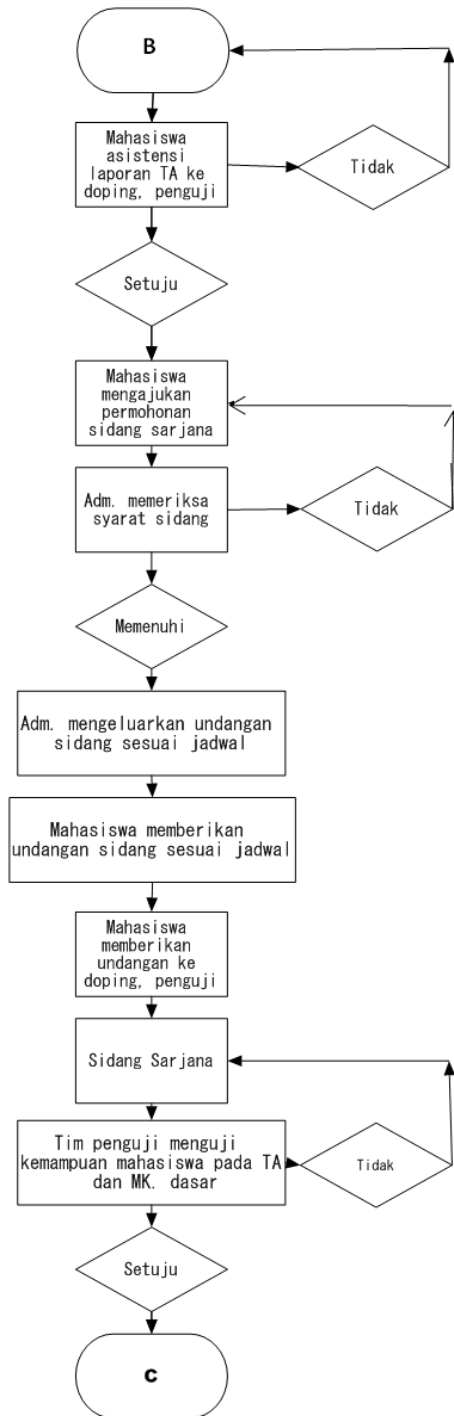 B
Mahasiswa
asistensi
laporan TA ke
doping, penguji
Tidak
Setuju
Mahasiswa
mengajukan
permohonan
sidang sarjana
Adm. memeriksa
syarat sidang
Tidak
Memenuhi
Adm. mengeluarkan undangan
sidang sesuai jadwal
Mahasiswa memberikan
undangan sidang sesuai jadwal
Mahasiswa
memberikan
undangan ke
doping, penguji
Sidang Sarjana
Tim penguji menguji
kemampuan mahasiswa pada TA
dan MK. dasar
Tidak
Setuju
c